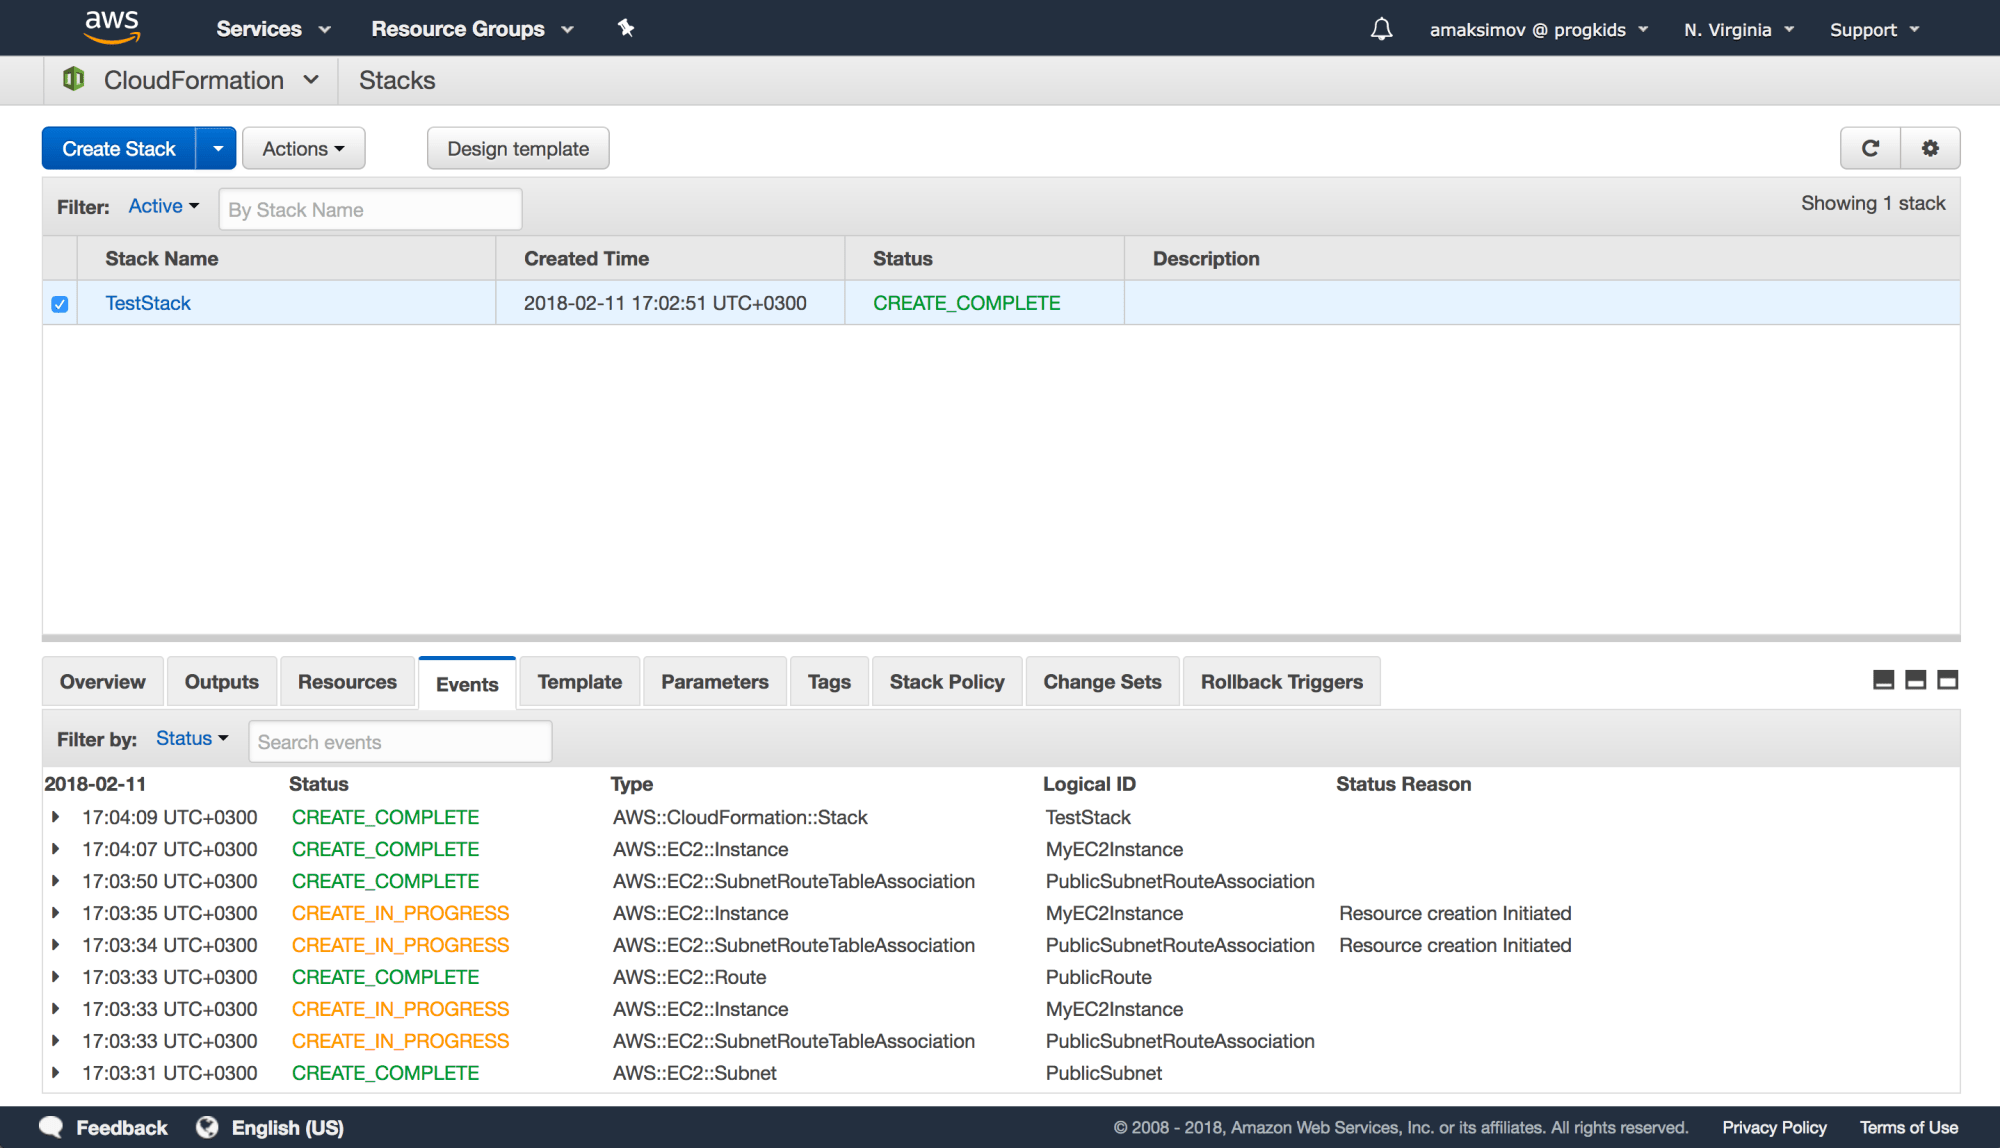 aws Services Resource Groups amaksimov @ progkids N. Virginia Support
CloudFormation Stacks
Create Stack Actions Design template
Filter: Active By Stack Name Showing 1 stack
Stack Name Created Time Status Description
TestStack 2018-02-11 17:02:51 UTC+0300 CREATE_COMPLETE
Overview Outputs Resources Events Template Parameters Tags Stack Policy Change Sets Rollback Triggers
Filter by: Status Search events
2018-02-11 Status Type Logical ID Status Reason
17:04:09 UTC+0300 CREATE_COMPLETE AWS::CloudFormation::Stack TestStack
17:04:07 UTC+0300 CREATE_COMPLETE AWS::EC2::Instance MyEC2Instance
17:03:50 UTC+0300 CREATE_COMPLETE AWS::EC2::SubnetRouteTableAssociation PublicSubnetRouteAssociation
17:03:35 UTC+0300 CREATE_IN_PROGRESS AWS::EC2::Instance MyEC2Instance Resource creation Initiated
17:03:34 UTC+0300 CREATE_IN_PROGRESS AWS::EC2::SubnetRouteTableAssociation PublicSubnetRouteAssociation Resource creation Initiated
17:03:33 UTC+0300 CREATE_COMPLETE AWS::EC2::Route PublicRoute
17:03:33 UTC+0300 CREATE_IN_PROGRESS AWS::EC2::Instance MyEC2Instance
17:03:33 UTC+0300 CREATE_IN_PROGRESS AWS::EC2::SubnetRouteTableAssociation PublicSubnetRouteAssociation
17:03:31 UTC+0300 CREATE_COMPLETE AWS::EC2::Subnet PublicSubnet
Feedback English (US) © 2008 - 2018, Amazon Web Services, Inc. or its affiliates. All rights reserved. Privacy Policy Terms of Use